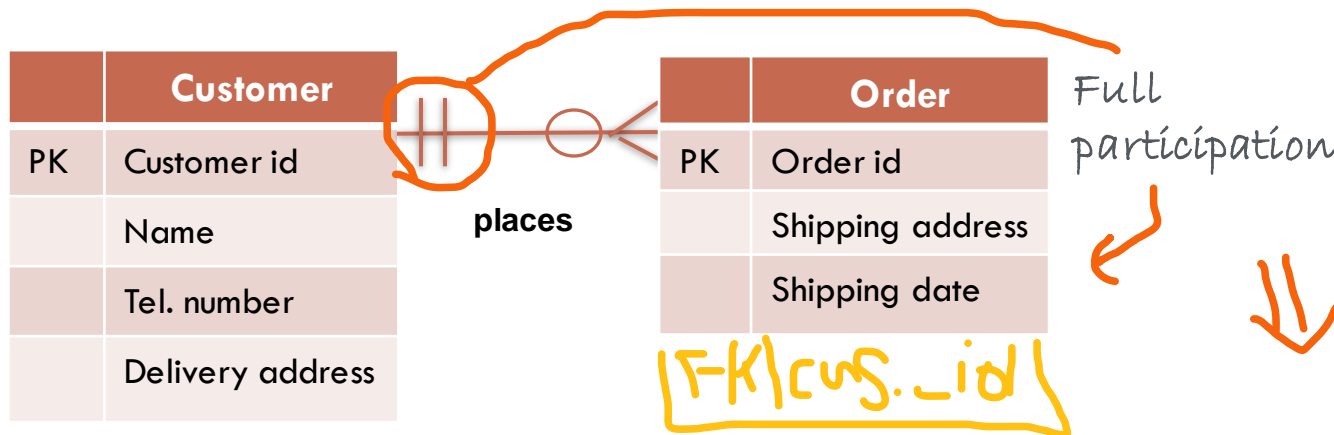 Customer
PK Customer id
Name
Tel. number
Delivery address
places
Order
PK Order id
Shipping address
Shipping date
FK cus._id
Full
participation